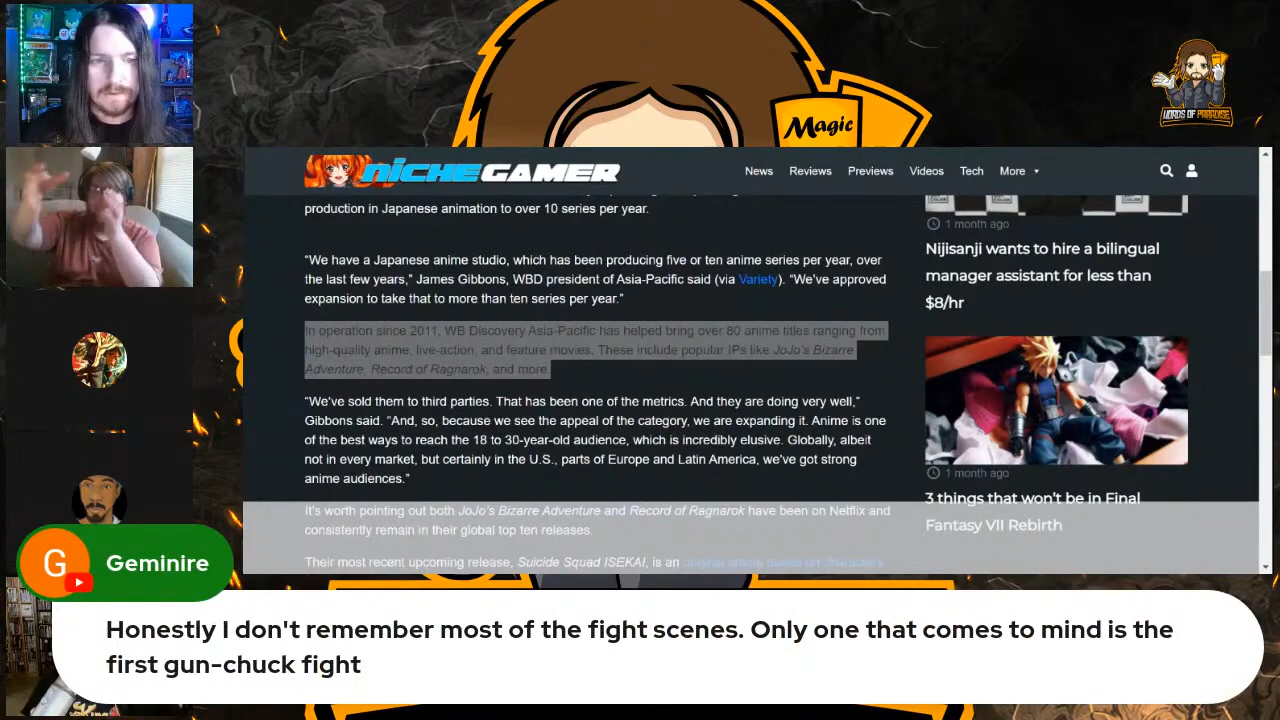 Magic
WORDS OF PARADISE
NICHEGAMER
News Reviews Previews Videos Tech More
production in Japanese animation to over 10 series per year.
“We have a Japanese anime studio, which has been producing five or ten anime series per year, over
the last few years,” James Gibbons, WBD president of Asia-Pacific said (via Variety). “We’ve approved
expansion to take that to more than ten series per year.”
In operation since 2011, WB Discovery Asia-Pacific has helped bring over 80 anime titles ranging from
high-quality anime, live-action, and feature movies. These include popular IPs like JoJo’s Bizarre
Adventure, Record of Ragnarok, and more.
“We’ve sold them to third parties. That has been one of the metrics. And they are doing very well,”
Gibbons said. “And, so, because we see the appeal of the category, we are expanding it. Anime is one
of the best ways to reach the 18 to 30-year-old audience, which is incredibly elusive. Globally, albeit
not in every market, but certainly in the U.S., parts of Europe and Latin America, we’ve got strong
anime audiences.”
It’s worth pointing out both JoJo’s Bizarre Adventure and Record of Ragnarok have been on Netflix and
consistently remain in their global top ten releases.
Their most recent upcoming release, Suicide Squad ISEKAI, is an original anime based on characters
1 month ago
Nijisanji wants to hire a bilingual
manager assistant for less than
$8/hr
1 month ago
3 things that won’t be in Final
Fantasy VII Rebirth
G
Geminire
Honestly I don't remember most of the fight scenes. Only one that comes to mind is the
first gun-chuck fight